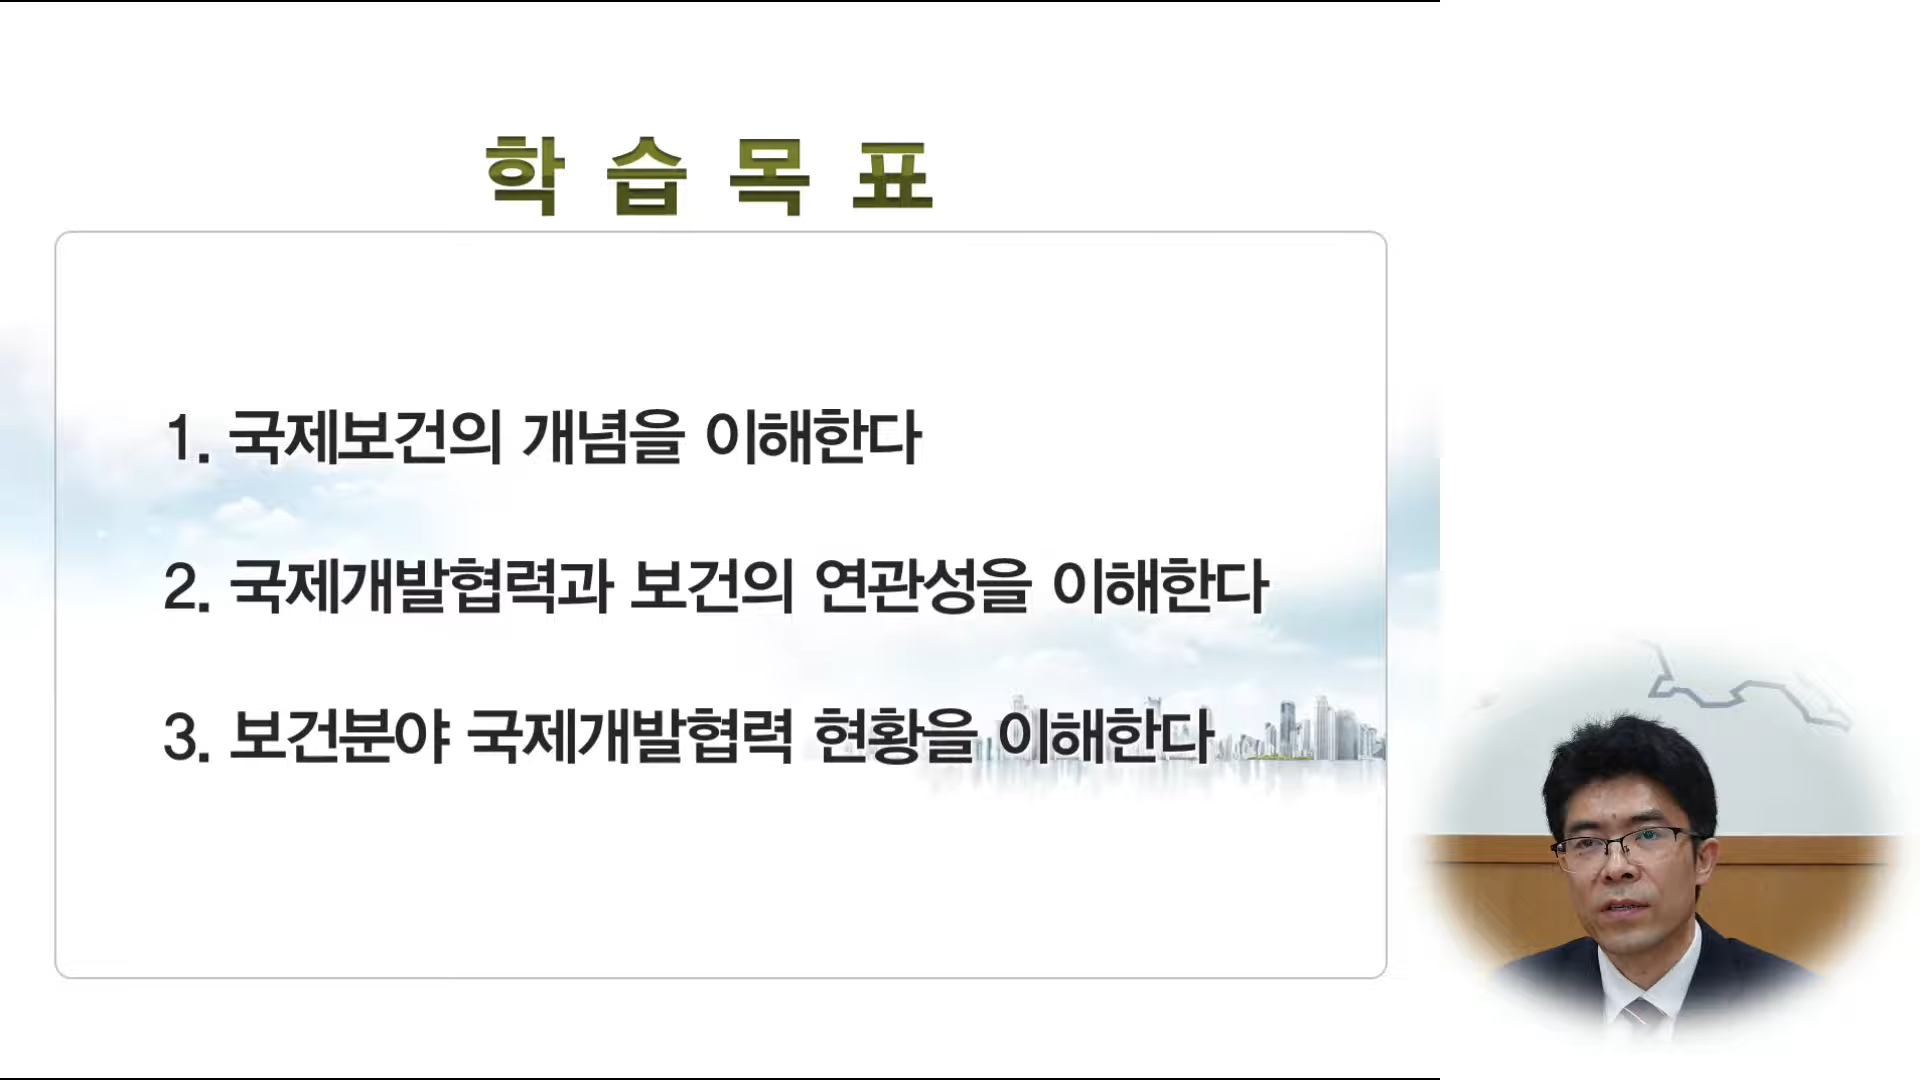 학 습 목 표
1. 국제보건의 개념을 이해한다
2. 국제개발협력과 보건의 연관성을 이해한다
3. 보건분야 국제개발협력 현황을 이해한다